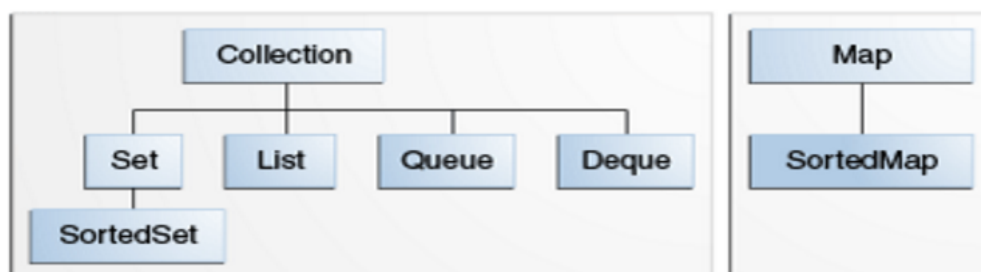 Collection
Map
Set
List
Queue
Deque
SortedMap
SortedSet